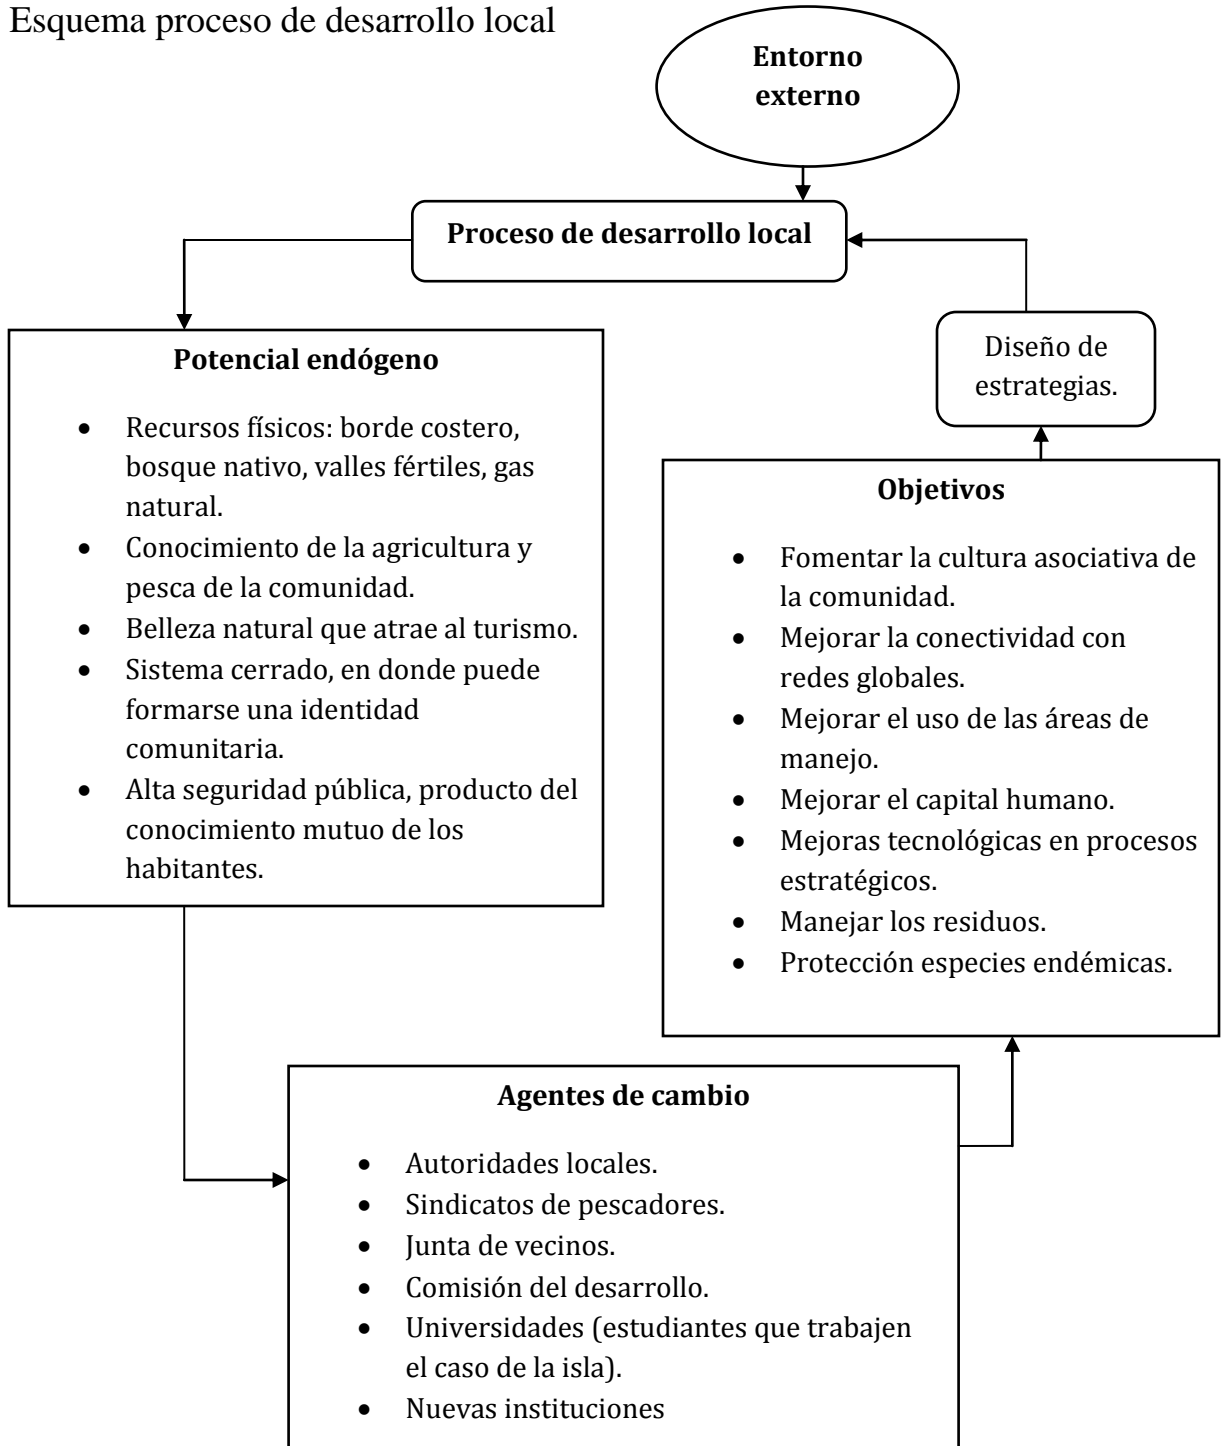 Esquema proceso de desarrollo local
Entorno
externo
Proceso de desarrollo local
Potencial endógeno
• Recursos físicos: borde costero,
bosque nativo, valles fértiles, gas
natural.
• Conocimiento de la agricultura y
pesca de la comunidad.
• Belleza natural que atrae al turismo.
• Sistema cerrado, en donde puede
formarse una identidad
comunitaria.
• Alta seguridad pública, producto del
conocimiento mutuo de los
habitantes.
Agentes de cambio
• Autoridades locales.
• Sindicatos de pescadores.
• Junta de vecinos.
• Comisión del desarrollo.
• Universidades (estudiantes que trabajen
el caso de la isla).
• Nuevas instituciones
Objetivos
• Fomentar la cultura asociativa de
la comunidad.
• Mejorar la conectividad con
redes globales.
• Mejorar el uso de las áreas de
manejo.
• Mejorar el capital humano.
• Mejoras tecnológicas en procesos
estratégicos.
• Manejar los residuos.
• Protección especies endémicas.
Diseño de
estrategias.